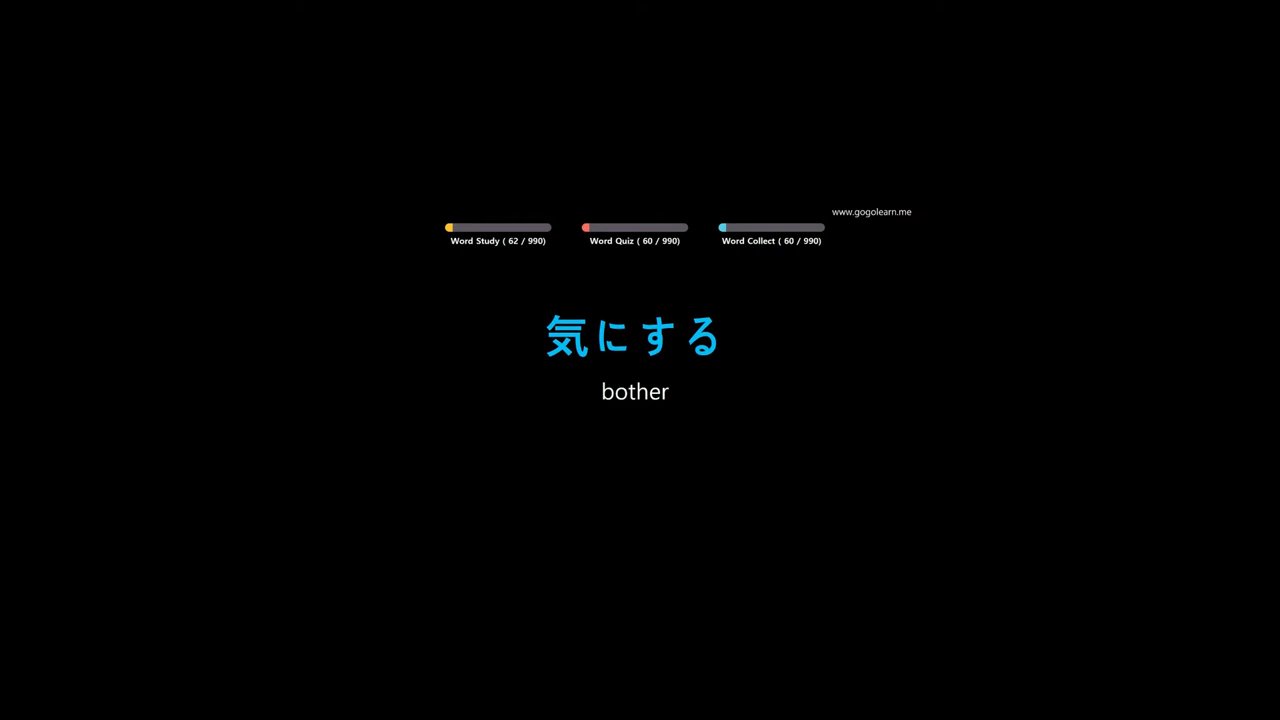 www.gogolearn.me
Word Study ( 62 / 990)
Word Quiz ( 60 / 990)
Word Collect ( 60 / 990)
気にする
bother